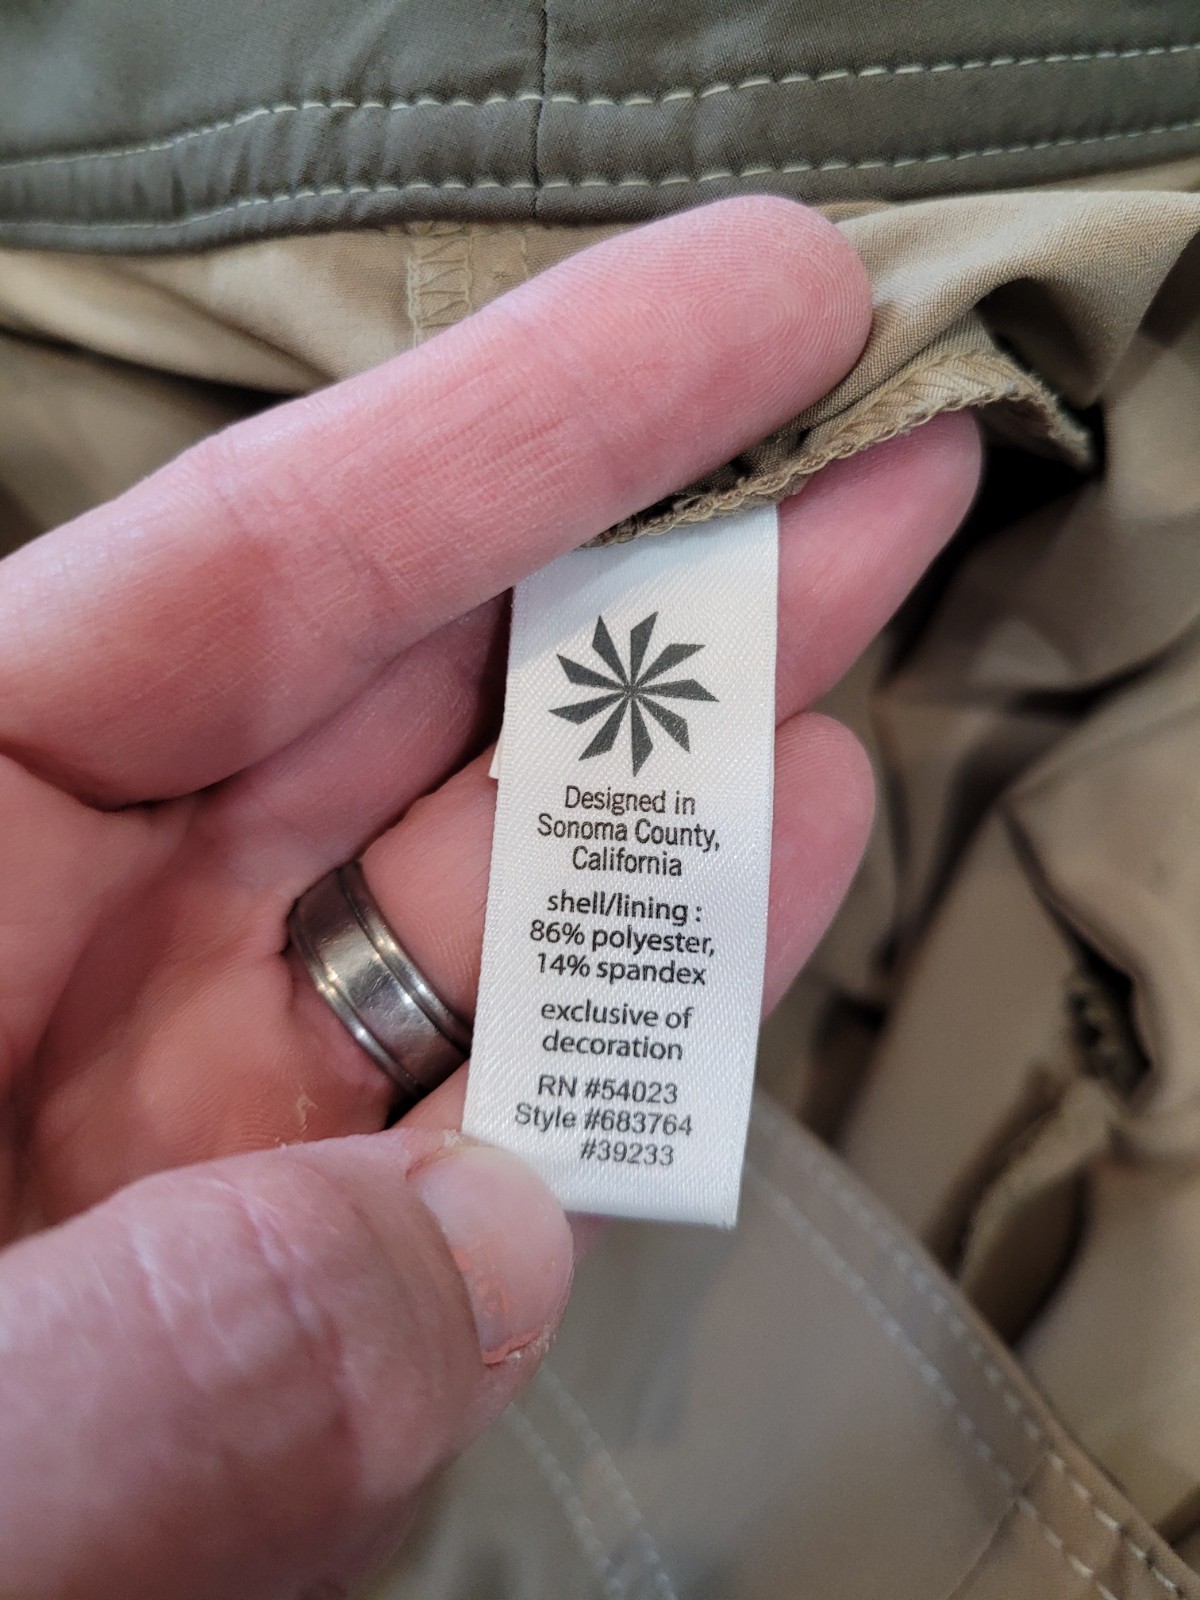 Designed in
Sonoma County,
California
shell/lining :
86% polyester,
14% spandex
exclusive of
decoration
RN #54023
Style #683764
#39233